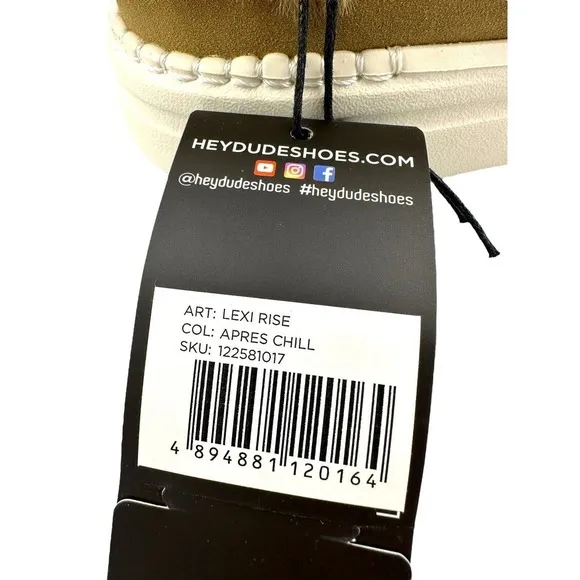 HEYDUDESHOES.COM
@heydudeshoes #heydudeshoes
ART: LEXI RISE
COL: APRES CHILL
SKU: 122581017
4 894881 120164